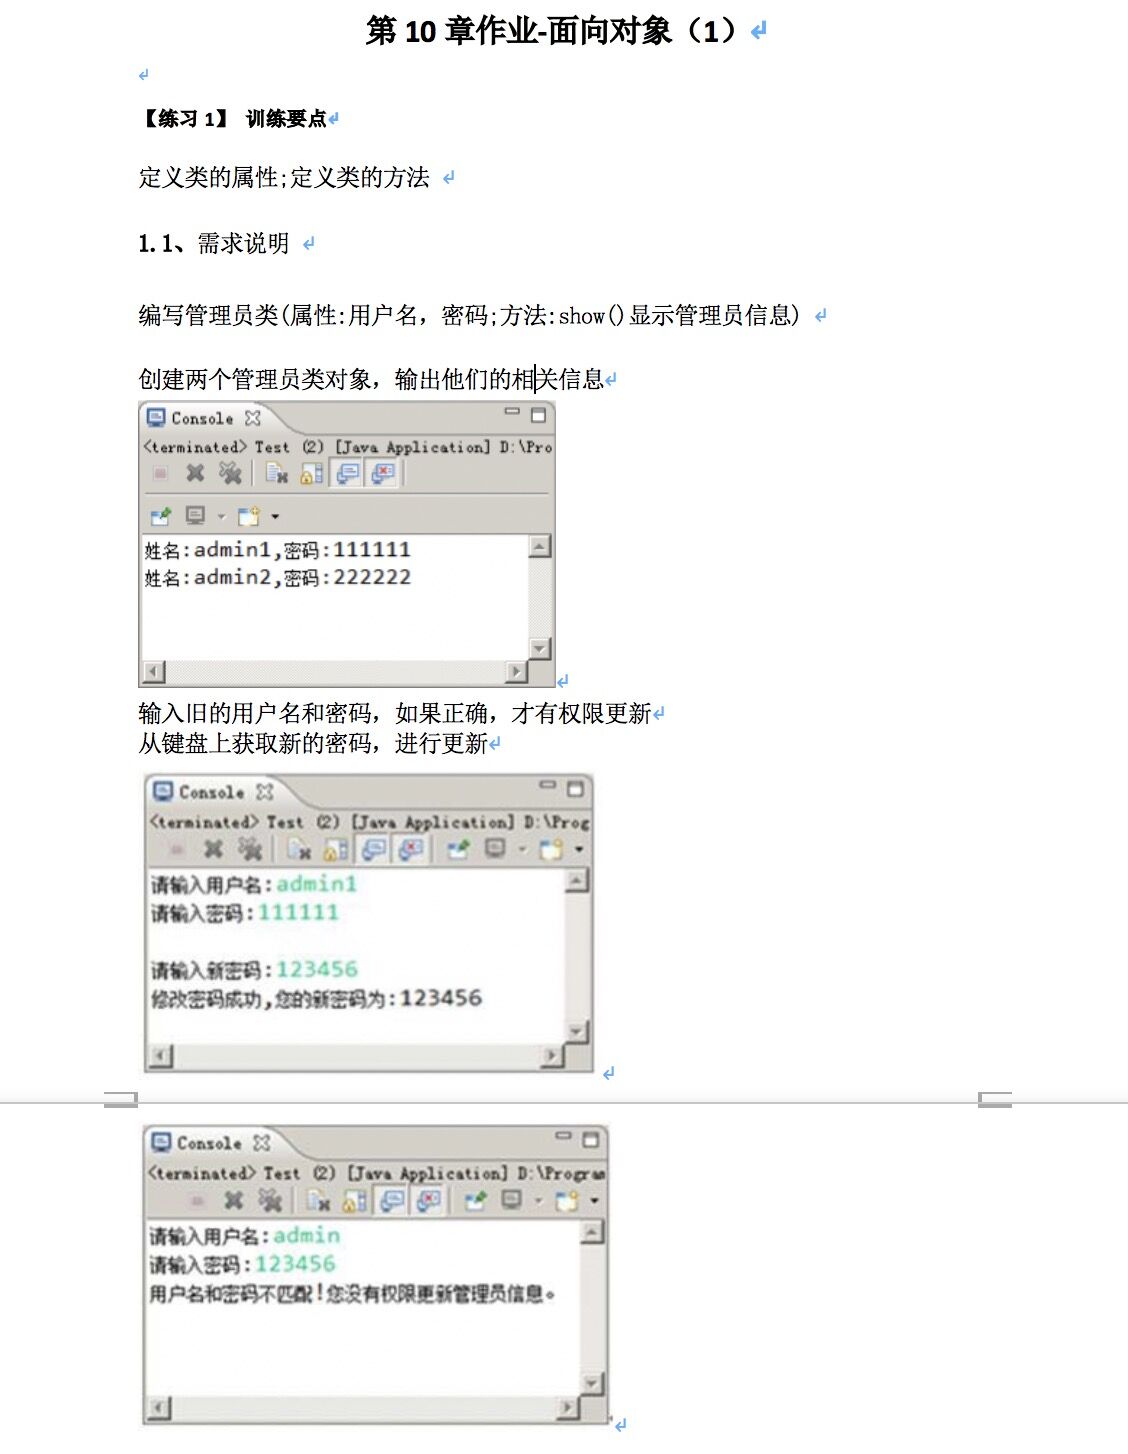 第 10 章作业-面向对象（1）
【练习 1】 训练要点
定义类的属性;定义类的方法
1.1、需求说明
编写管理员类(属性:用户名，密码;方法:show()显示管理员信息)
创建两个管理员类对象，输出他们的相关信息
Console
<terminated> Test (2) [Java Application] D:\Pro
姓名:admin1,密码:111111
姓名:admin2,密码:222222
输入旧的用户名和密码，如果正确，才有权限更新
从键盘上获取新的密码，进行更新
Console
<terminated> Test (2) [Java Application] D:\Prog
请输入用户名:admin1
请输入密码:111111
请输入新密码:123456
修改密码成功,您的新密码为:123456
Console
<terminated> Test (2) [Java Application] D:\Program
请输入用户名:admin
请输入密码:123456
用户名和密码不匹配!您没有权限更新管理员信息。